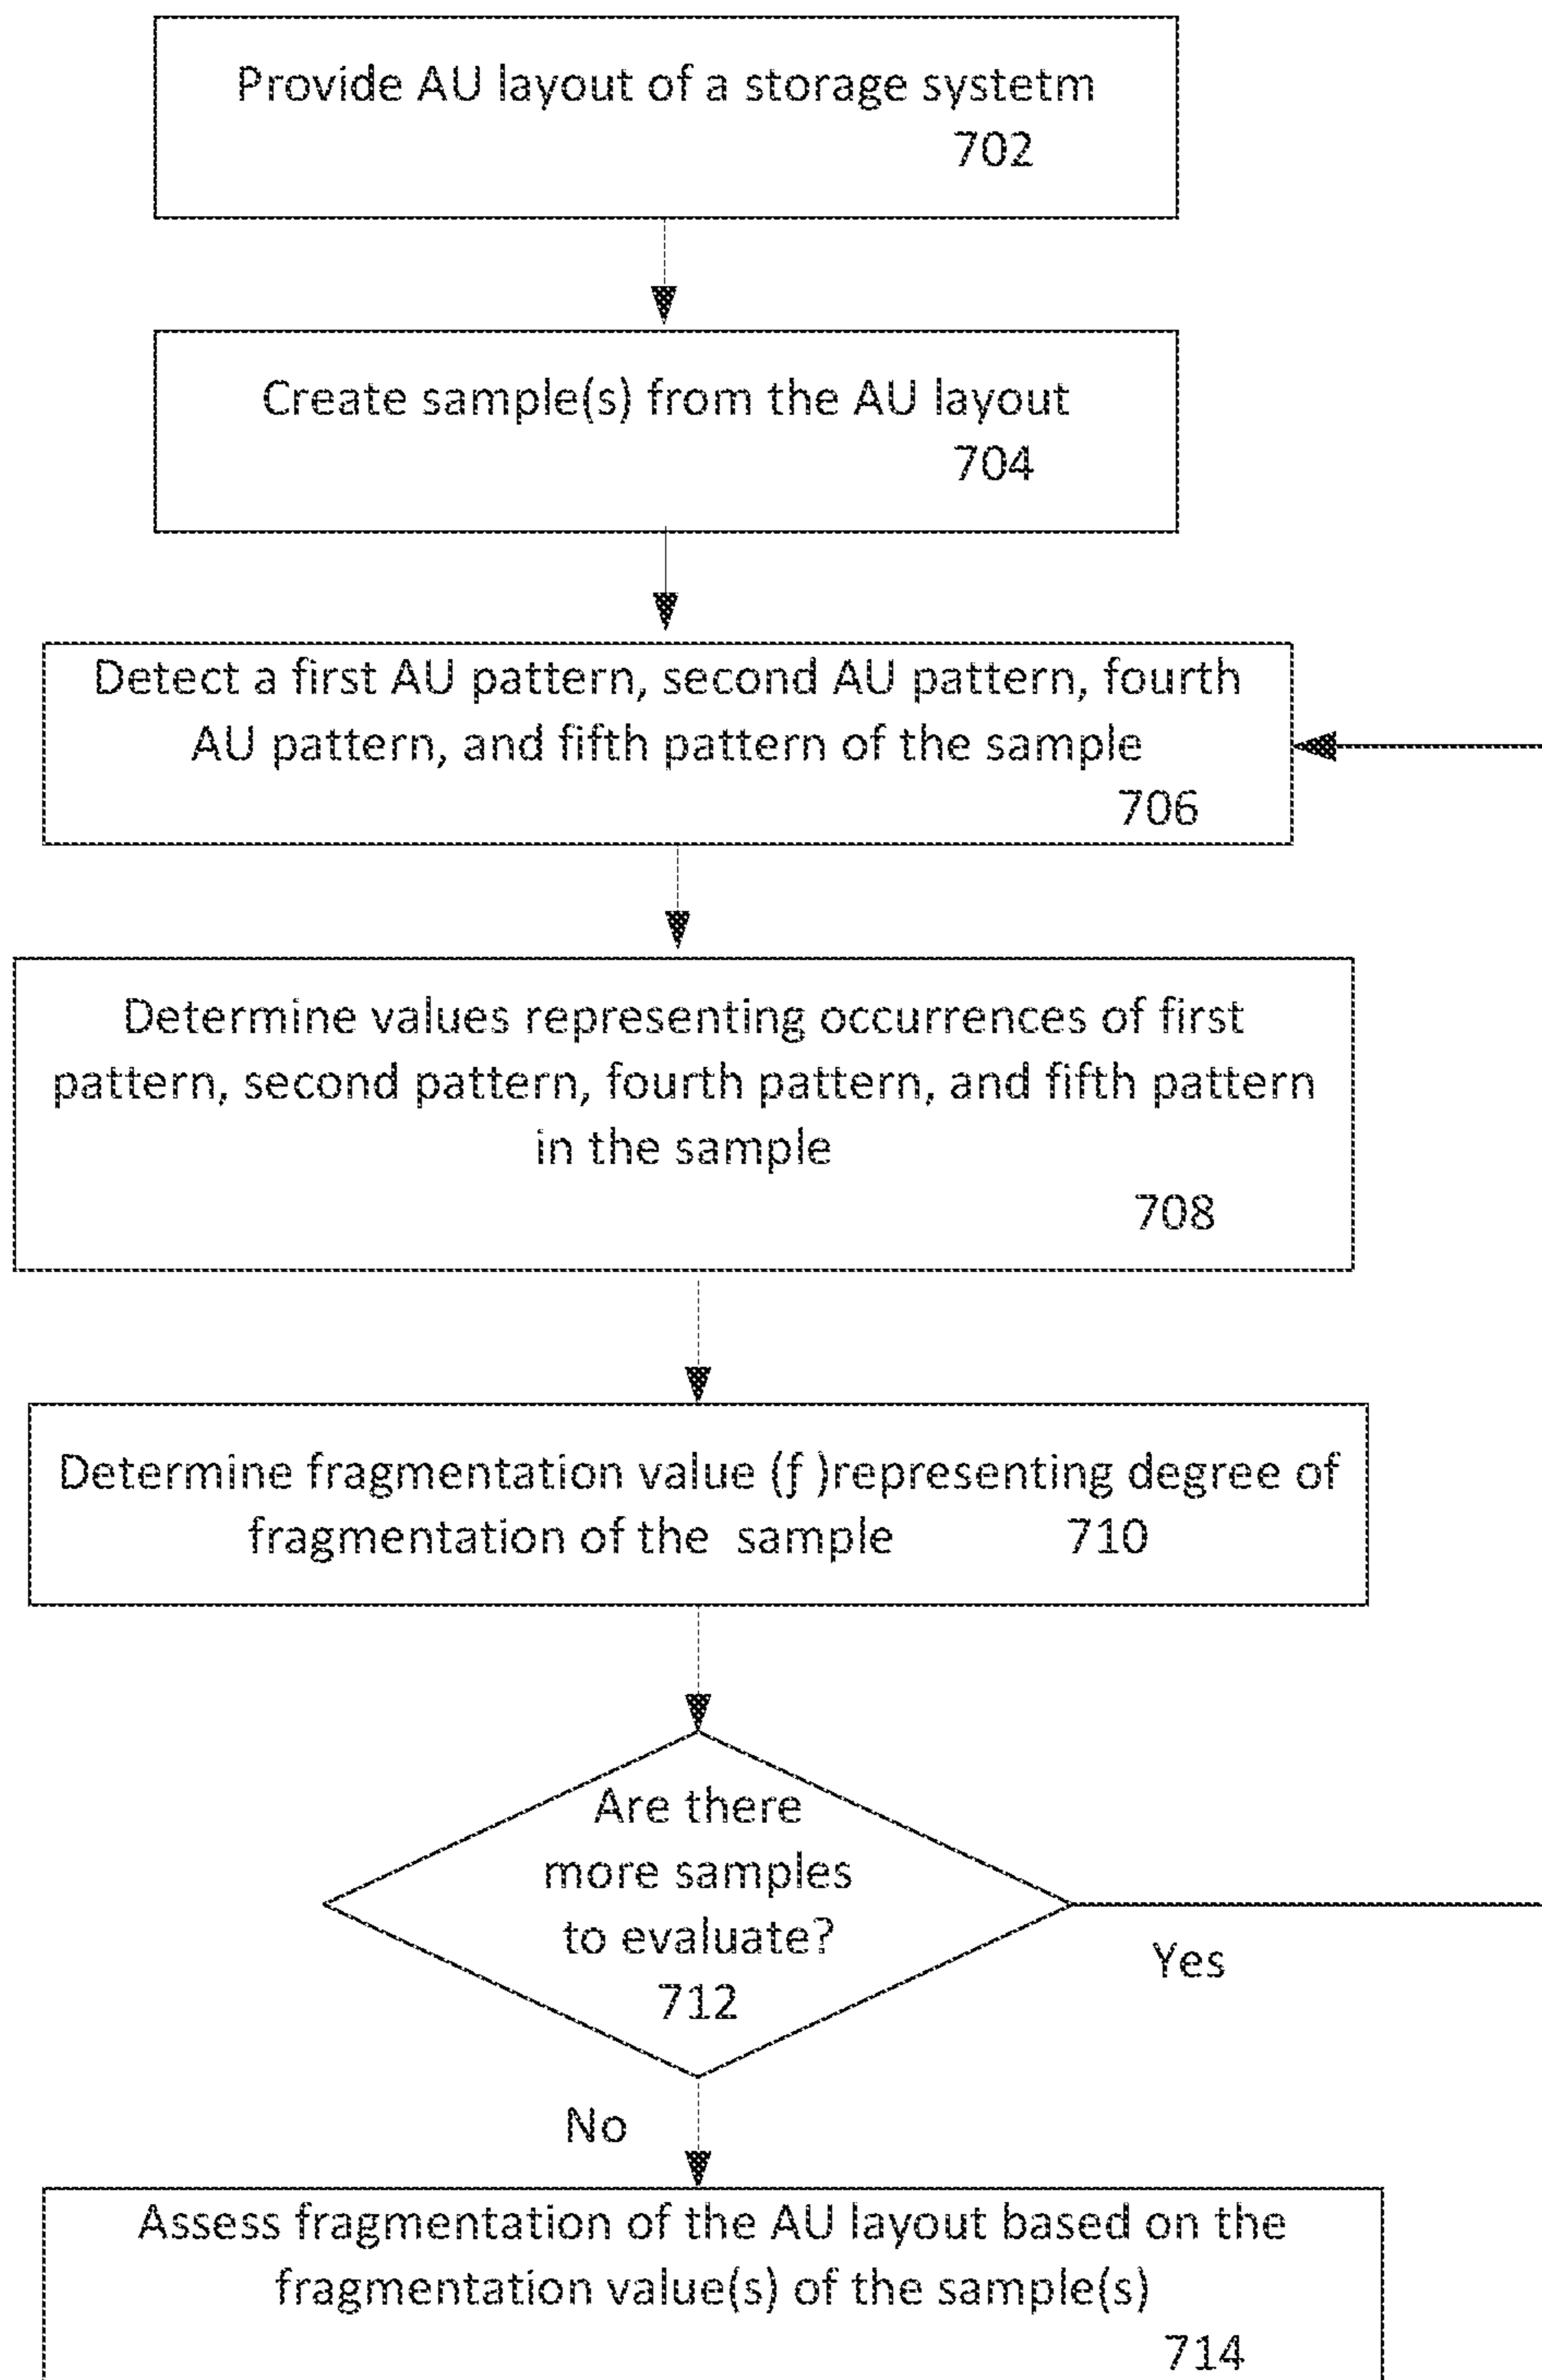 Provide AU layout of a storage systetm
702
Create sample(s) from the AU layout
704
Detect a first AU pattern, second AU pattern, fourth
AU pattern, and fifth pattern of the sample
706
Determine values representing occurrences of first
pattern, second pattern, fourth pattern, and fifth pattern
in the sample
708
Determine fragmentation value (ƒ )representing degree of
fragmentation of the sample 710
Are there
more samples
to evaluate?
712
Yes
No
Assess fragmentation of the AU layout based on the
fragmentation value(s) of the sample(s)
714